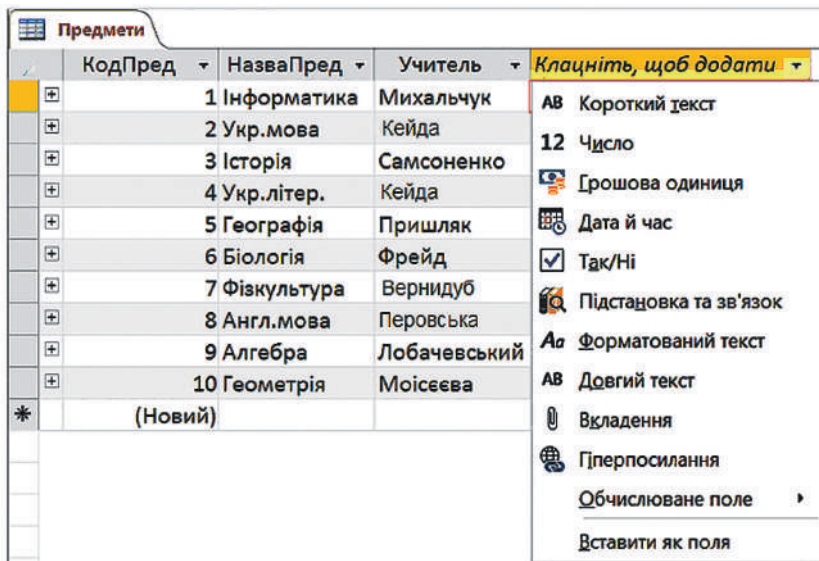 Предмети
КодПред НазваПред Учитель Клацніть, щоб додати
1 Інформатика Михальчук
2 Укр.мова Кейда
3 Історія Самсоненко
4 Укр.літер. Кейда
5 Географія Пришляк
6 Біологія Фрейд
7 Фізкультура Вернидуб
8 Англ.мова Перовська
9 Алгебра Лобачевський
10 Геометрія Моісєєва
(Новий)
AB Короткий текст
12 Число
Грошова одиниця
Дата й час
Так/Ні
Підстановка та зв'язок
Aa Форматований текст
AB Довгий текст
Вкладення
Гіперпосилання
Обчислюване поле
Вставити як поля